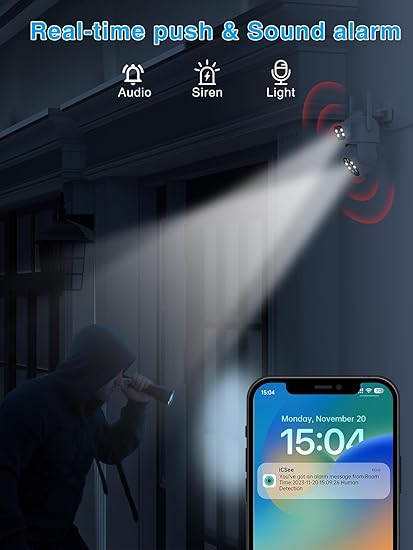 Real-time push & Sound alarm
Audio
Siren
Light
15:04
Monday, November 20
15:04
iCSee
now
You've got an alarm message from:Room
Time:2023-11-20 15:09:26 Human
Detection